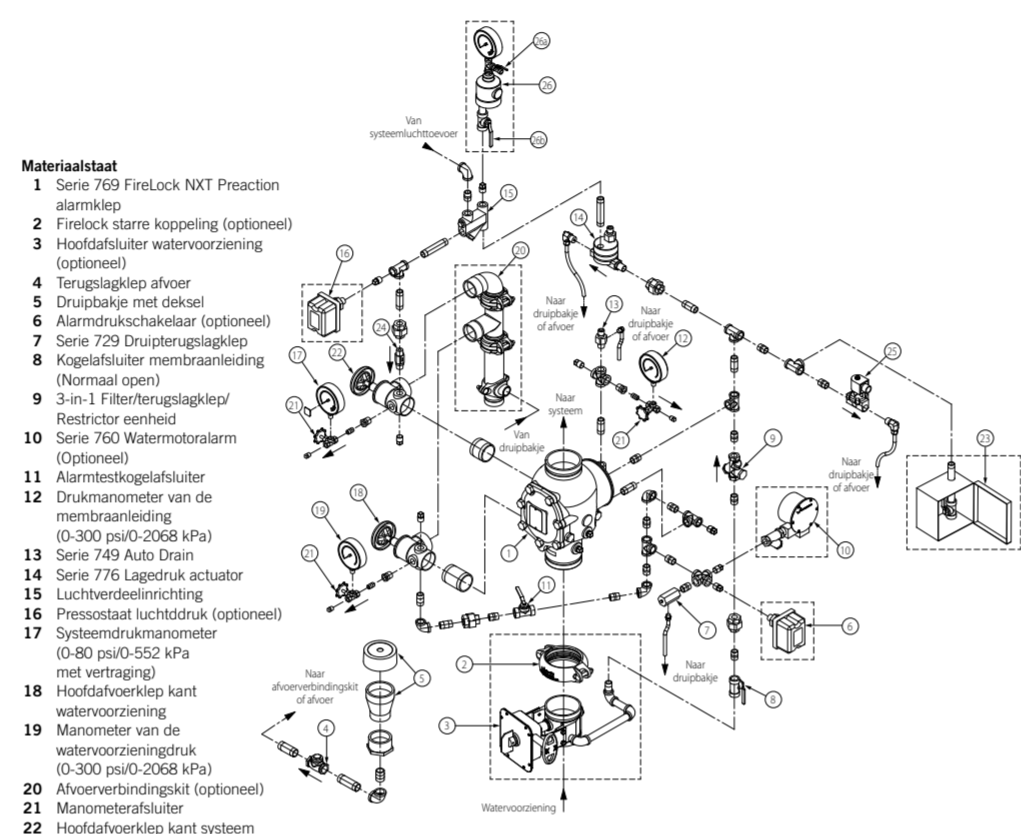 Materiaalstaat
1 Serie 769 FireLock NXT Preaction
alarmklep
2 Firelock starre koppeling (optioneel)
3 Hoofdafsluiter watervoorziening
(optioneel)
4 Terugslagklep afvoer
5 Druipbakje met deksel
6 Alarmdrukschakelaar (optioneel)
7 Serie 729 Druipterugslagklep
8 Kogelafsluiter membraanleiding
(Normaal open)
9 3-in-1 Filter/terugslagklep/
Restrictor eenheid
10 Serie 760 Watermotoralarm
(Optioneel)
11 Alarmtestkogelafsluiter
12 Drukmanometer van de
membraanleiding
(0-300 psi/0-2068 kPa)
13 Serie 749 Auto Drain
14 Serie 776 Lagedruk actuator
15 Luchtverdeelinrichting
16 Pressostaat luchtddruk (optioneel)
17 Systeemdrukmanometer
(0-80 psi/0-552 kPa
met vertraging)
18 Hoofdafvoerklep kant
watervoorziening
19 Manometer van de
watervoorzieningdruk
(0-300 psi/0-2068 kPa)
20 Afvoerverbindingskit (optioneel)
21 Manometerafsluiter
22 Hoofdafvoerklep kant systeem
26a
26
26b
Van
systeemluchttoevoer
15
14
16
20
13
Naar
druipbakje
of afvoer
Naar
druipbakje
of afvoer
12
24
22
17
25
21
21
Naar
systeem
Van
druipbakje
9
Naar
druipbakje
of afvoer
23
18
19
10
1
21
11
7
6
Naar
druipbakje
2
5
Naar
afvoerverbindingskit
of afvoer
8
3
4
Watervoorziening